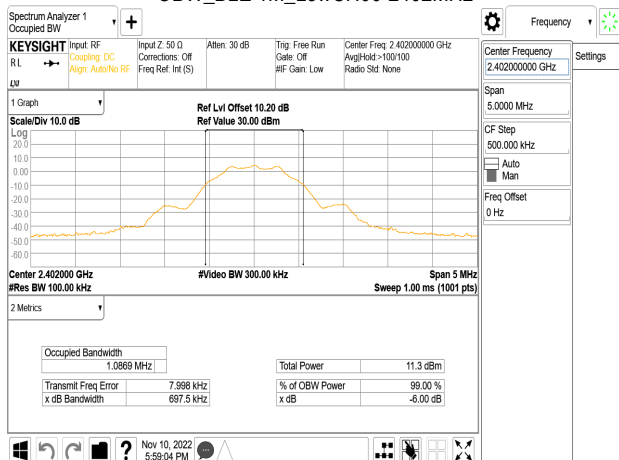 Spectrum Analyzer 1
Occupied BW
Frequency
KEYSIGHT
Input: RF
Coupling: DC
Align: Auto/No RF
Input Z: 50 Ω
Corrections: Off
Freq Ref: Int (S)
Atten: 30 dB
Trig: Free Run
Gate: Off
#IF Gain: Low
Center Freq: 2.402000000 GHz
Avg|Hold:>100/100
Radio Std: None
R L
Center Frequency
2.402000000 GHz
Settings
Span
5.0000 MHz
CF Step
500.000 kHz
Auto
Man
Freq Offset
0 Hz
1 Graph
Scale/Div 10.0 dB
Ref Lvl Offset 10.20 dB
Ref Value 30.00 dBm
Log
20.0
10.0
0.00
-10.0
-20.0
-30.0
-40.0
-50.0
-60.0
Center 2.402000 GHz
#Video BW 300.00 kHz
Span 5 MHz
#Res BW 100.00 kHz
Sweep 1.00 ms (1001 pts)
2 Metrics
Occupied Bandwidth
1.0869 MHz
Total Power 11.3 dBm
Transmit Freq Error 7.998 kHz
% of OBW Power 99.00 %
x dB Bandwidth 697.5 kHz
x dB -6.00 dB
Nov 10, 2022
5:59:04 PM